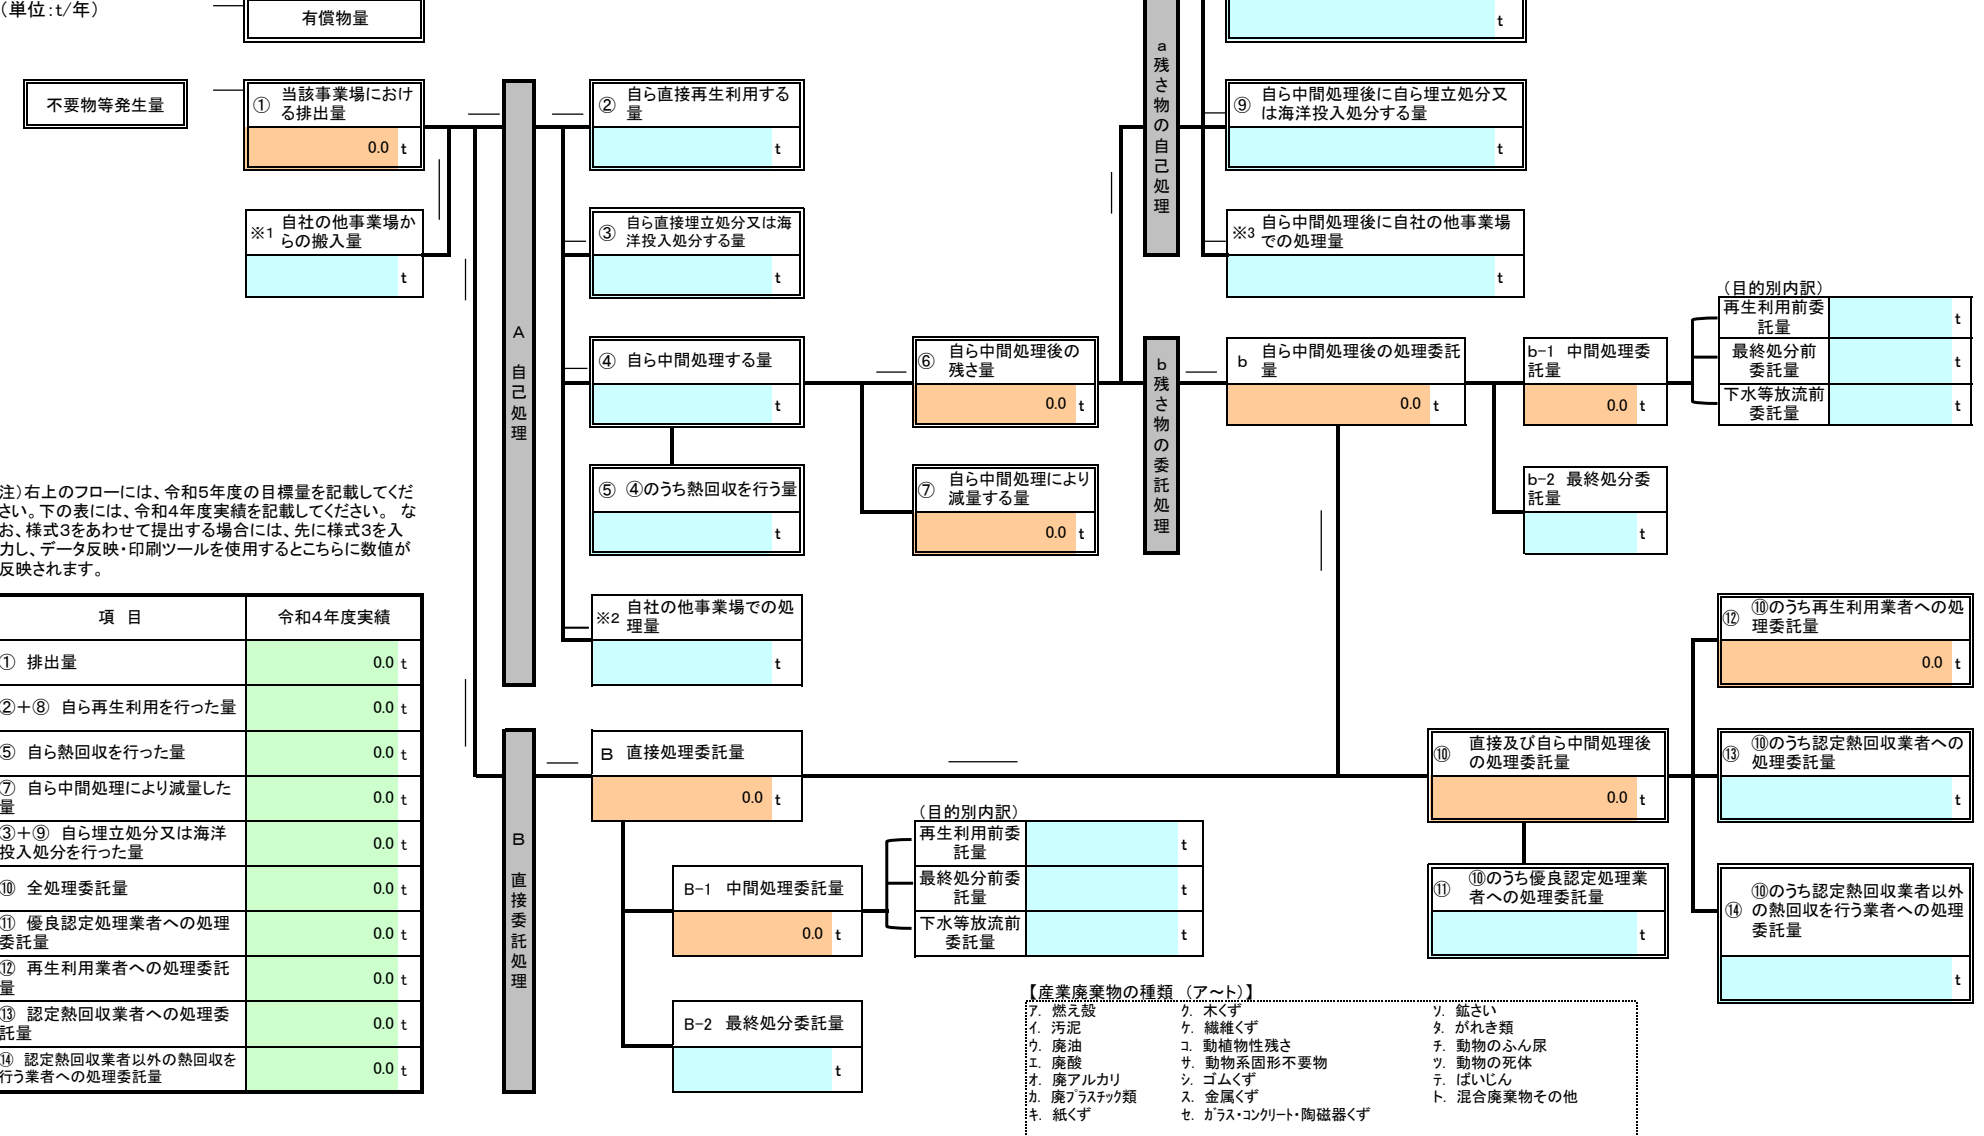 (単位:t/年)
有償物量
t
不要物等発生量
① 当該事業場におけ
る排出量
0.0 t
※1 自社の他事業場か
らの搬入量
t
A 自己処理
② 自ら直接再生利用する
量
t
③ 自ら直接埋立処分又は海
洋投入処分する量
t
④ 自ら中間処理する量
t
⑤ ④のうち熱回収を行う量
t
※2 自社の他事業場での処
理量
t
⑥ 自ら中間処理後の
残さ量
0.0 t
⑦ 自ら中間処理により
減量する量
0.0 t
a残さ物の自己処理
⑨ 自ら中間処理後に自ら埋立処分又
は海洋投入処分する量
t
※3 自ら中間処理後に自社の他事業場
での処理量
t
b残さ物の委託処理
b 自ら中間処理後の処理委託
量
0.0 t
b-1 中間処理委
託量
0.0 t
b-2 最終処分委
託量
t
(目的別内訳)
再生利用前委
託量
t
最終処分前
委託量
t
下水等放流前
委託量
t
注)右上のフローには、令和5年度の目標量を記載してくだ
さい。下の表には、令和4年度実績を記載してください。 な
お、様式3をあわせて提出する場合には、先に様式3を入
力し、データ反映・印刷ツールを使用するとこちらに数値が
反映されます。
項 目 令和4年度実績
① 排出量 0.0 t
②+⑧ 自ら再生利用を行った量 0.0 t
⑤ 自ら熱回収を行った量 0.0 t
⑦ 自ら中間処理により減量した
量 0.0 t
③+⑨ 自ら埋立処分又は海洋
投入処分を行った量 0.0 t
⑩ 全処理委託量 0.0 t
⑪ 優良認定処理業者への処理
委託量 0.0 t
⑫ 再生利用業者への処理委託
量 0.0 t
⑬ 認定熱回収業者への処理委
託量 0.0 t
⑭ 認定熱回収業者以外の熱回収を
行う業者への処理委託量 0.0 t
B 直接委託処理
B 直接処理委託量
0.0 t
B-1 中間処理委託量
0.0 t
B-2 最終処分委託量
t
(目的別内訳)
再生利用前委
託量
t
最終処分前委
託量
t
下水等放流前
委託量
t
⑩ 直接及び自ら中間処理後
の処理委託量
0.0 t
⑪ ⑩のうち優良認定処理業
者への処理委託量
t
⑫ ⑩のうち再生利用業者への処
理委託量
0.0 t
⑬ ⑩のうち認定熱回収業者への
処理委託量
t
⑭ ⑩のうち認定熱回収業者以外
の熱回収を行う業者への処理
委託量
t
【産業廃棄物の種類 (ア~ト)】
ア. 燃え殻 ク. 木くず ソ. 鉱さい
イ. 汚泥 ケ. 繊維くず タ. がれき類
ウ. 廃油 コ. 動植物性残さ チ. 動物のふん尿
エ. 廃酸 サ. 動物系固形不要物 ツ. 動物の死体
オ. 廃アルカリ シ. ゴムくず テ. ばいじん
カ. 廃プラスチック類 ス. 金属くず ト. 混合廃棄物その他
キ. 紙くず セ. ガラス・コンクリート・陶磁器くず